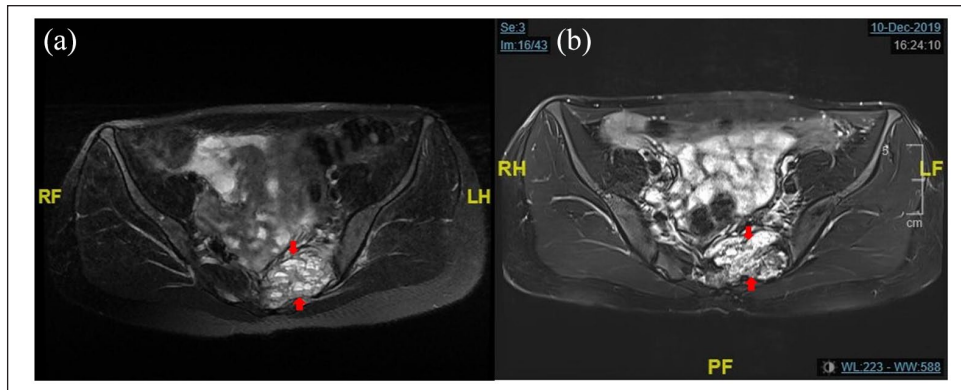 (a)
RF
LH
Se:3
Im:16/43
(b)
10-Dec-2019
16:24:10
RH
LF
cm
PF
WL:223 - WW:588